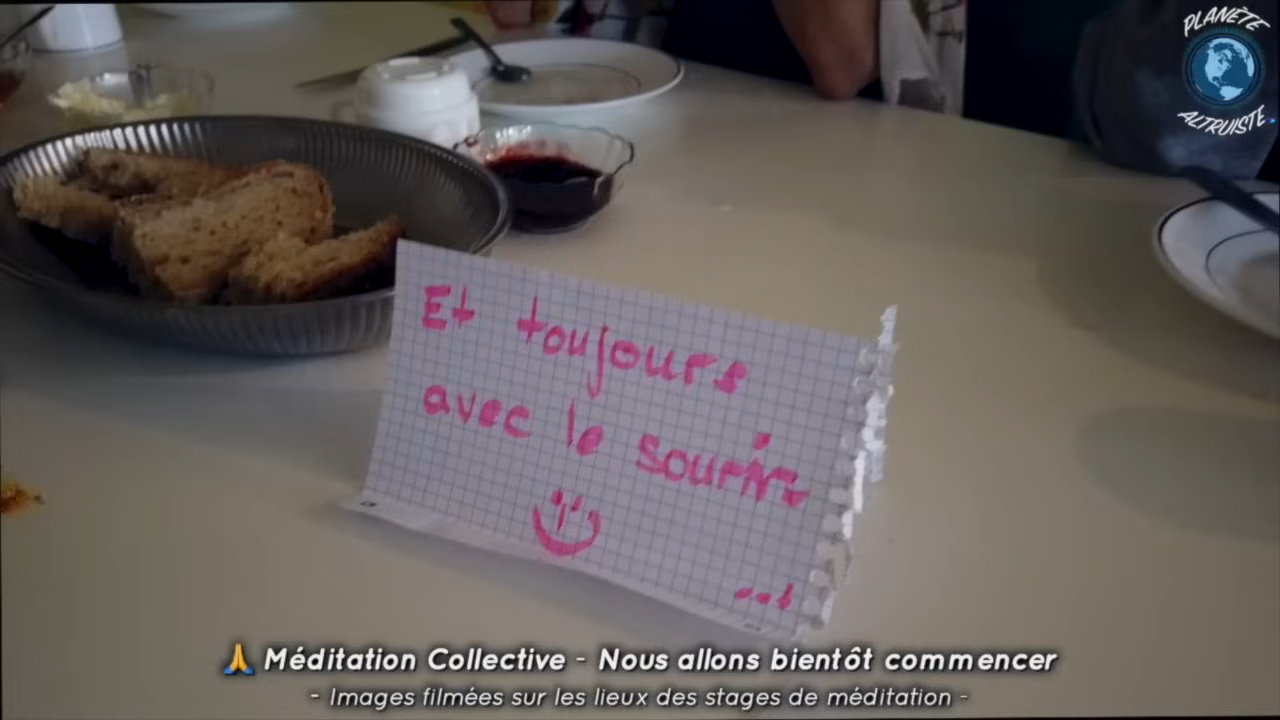 PLANÈTE
ALTRUISTE
Et toujours
avec le sourire
🙏 Méditation Collective - Nous allons bientôt commencer
- Images filmées sur les lieux des stages de méditation -